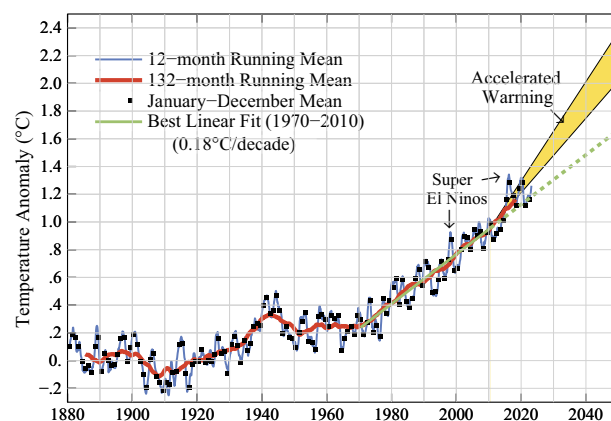 2.4
2.2
2.0
1.8
1.6
1.4
1.2
1.0
.8
.6
.4
.2
0
-.2
1880 1900 1920 1940 1960 1980 2000 2020 2040
Temperature Anomaly (°C)
12−month Running Mean
132−month Running Mean
January−December Mean
Best Linear Fit (1970−2010)
(0.18°C/decade)
Accelerated
Warming
Super
El Ninos